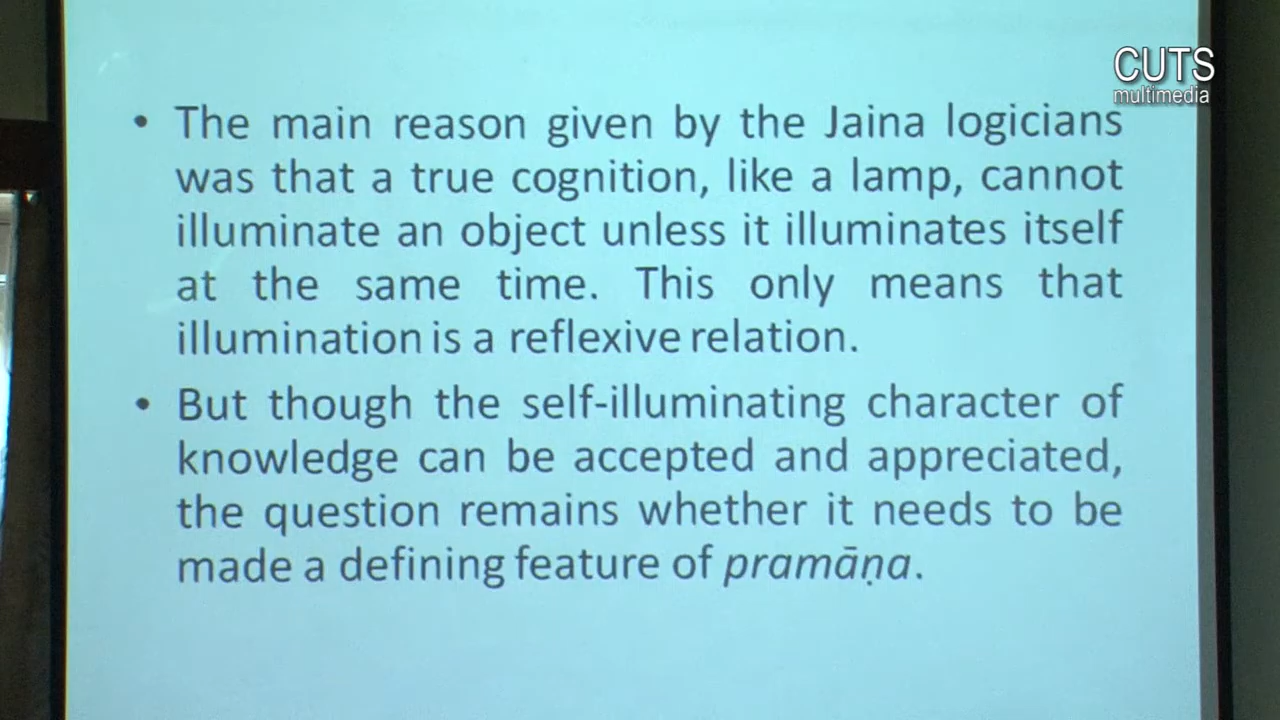 CUTS
multimedia
• The main reason given by the Jaina logicians
was that a true cognition, like a lamp, cannot
illuminate an object unless it illuminates itself
at the same time. This only means that
illumination is a reflexive relation.
• But though the self-illuminating character of
knowledge can be accepted and appreciated,
the question remains whether it needs to be
made a defining feature of pramāṇa.